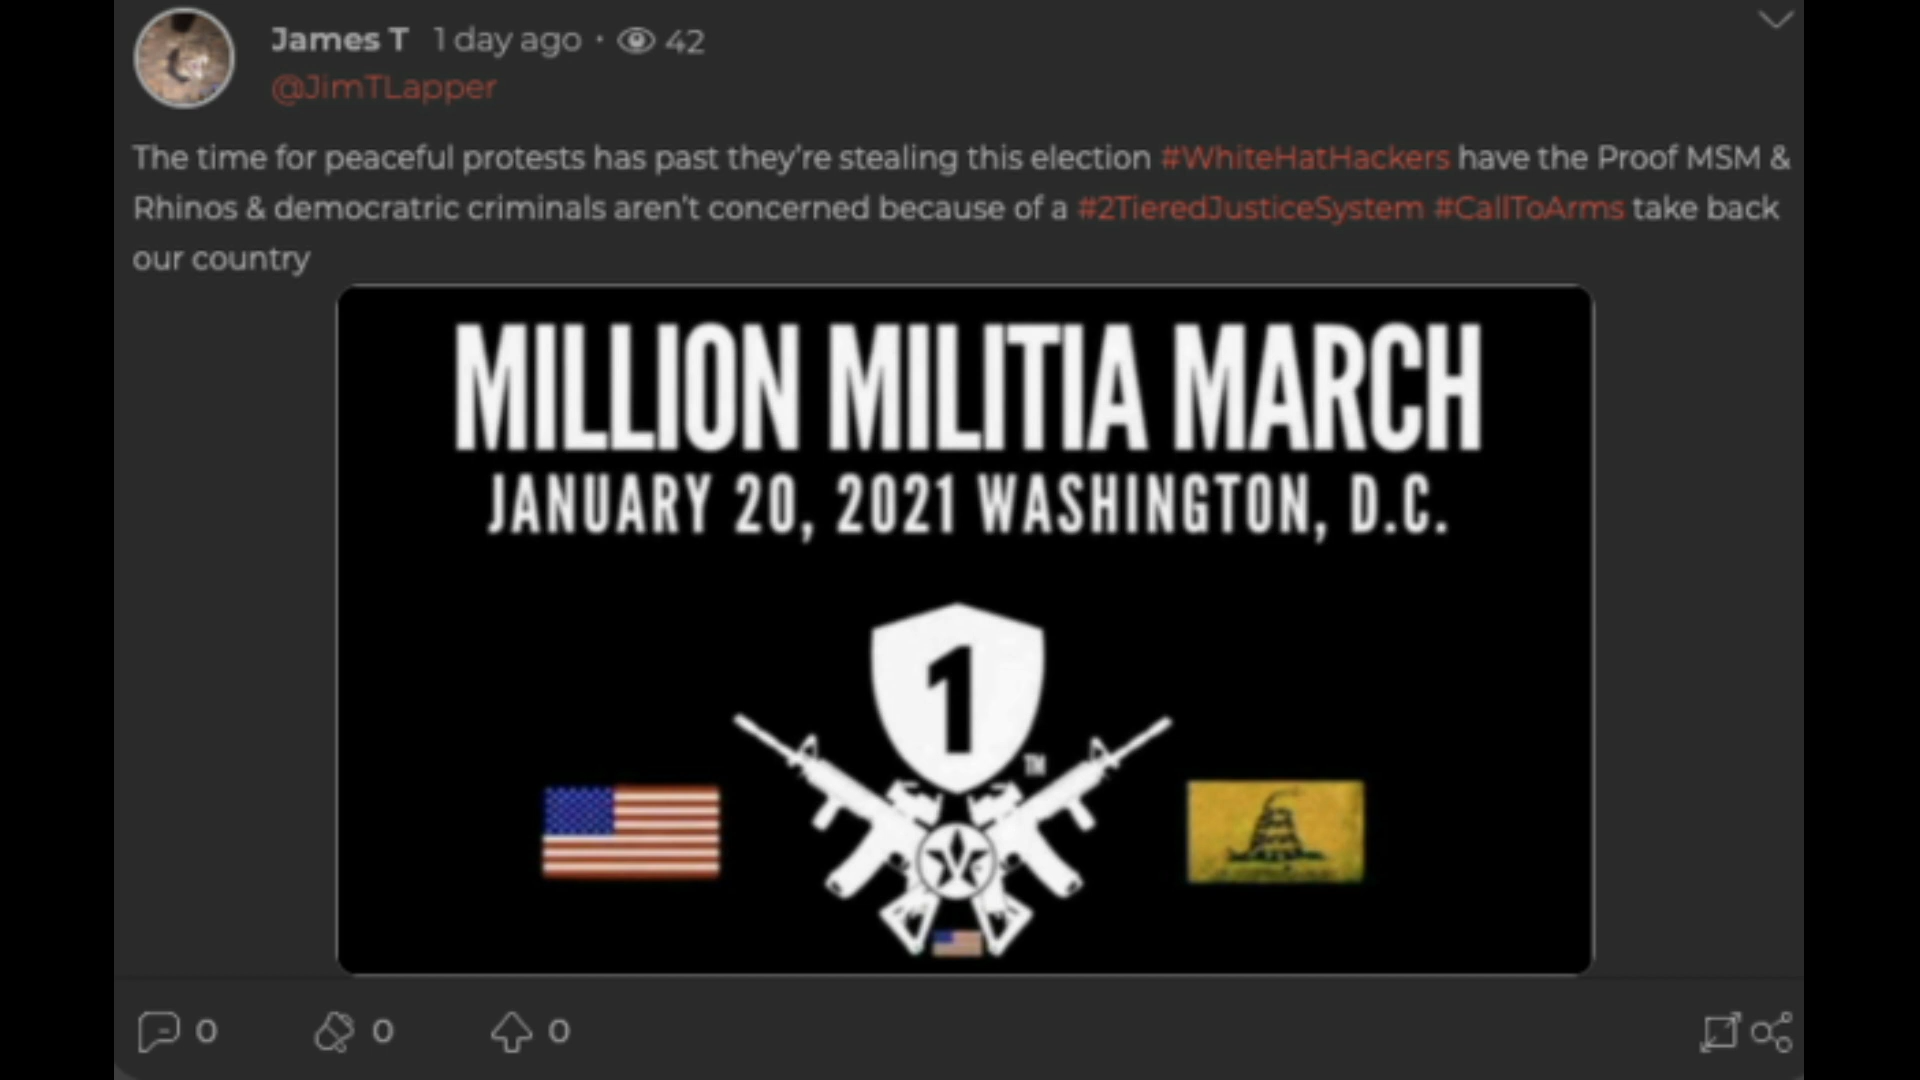 James T 1 day ago · 42
@JimTLapper
The time for peaceful protests has past they're stealing this election #WhiteHatHackers have the Proof MSM &
Rhinos & democratric criminals aren't concerned because of a #2TieredJusticeSystem #CallToArms take back
our country
MILLION MILITIA MARCH
JANUARY 20, 2021 WASHINGTON, D.C.
1
TM
0 0 0